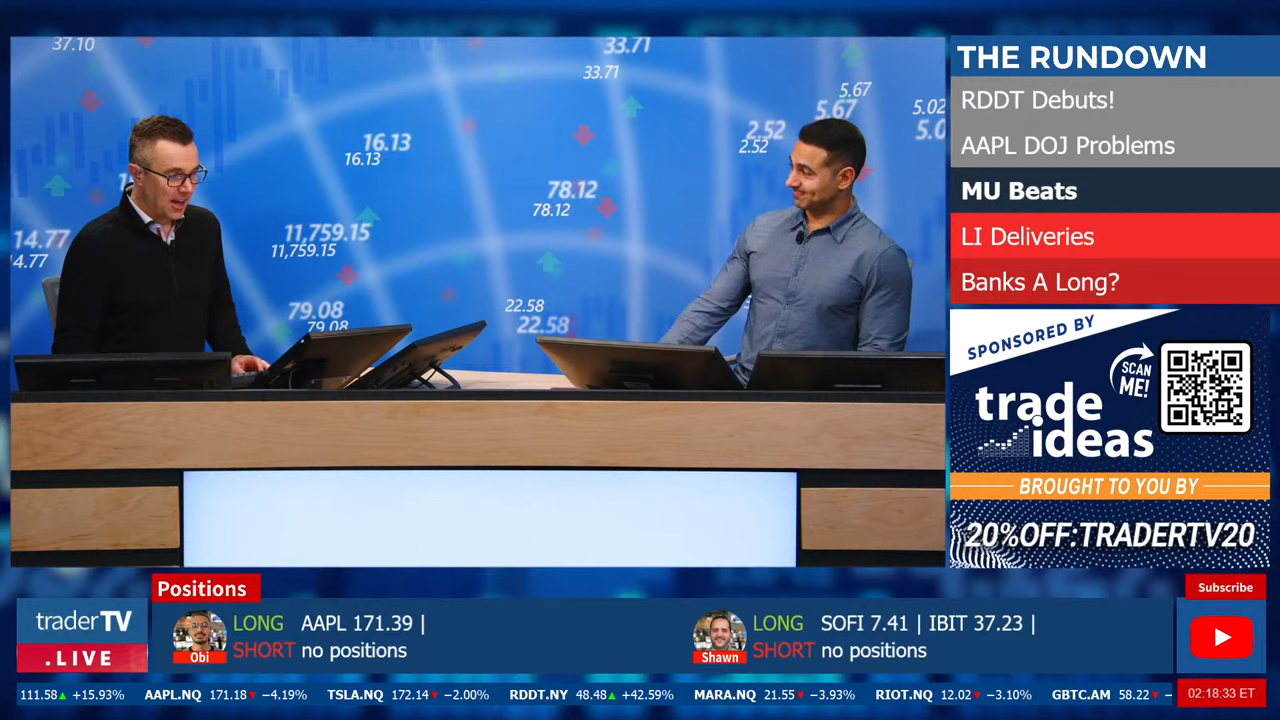 37.10
33.71
33.71
5.67
5.67
5.02
5.0
2.52
2.52
16.13
16.13
78.12
78.12
14.77
14.77
11,759.15
11,759.15
79.08
79.08
22.58
22.58
THE RUNDOWN
RDDT Debuts!
AAPL DOJ Problems
MU Beats
LI Deliveries
Banks A Long?
SPONSORED BY
SCAN
ME!
trade
ideas
BROUGHT TO YOU BY
20%OFF:TRADERTV20
Positions
Subscribe
traderTV
.LIVE
Obi
LONG AAPL 171.39 |
SHORT no positions
Shawn
LONG SOFI 7.41 | IBIT 37.23 |
SHORT no positions
111.58▲ +15.93% AAPL.NQ 171.18▼ −4.19% TSLA.NQ 172.14▼ −2.00% RDDT.NY 48.48▲ +42.59% MARA.NQ 21.55▼ −3.93% RIOT.NQ 12.02▼ −3.10% GBTC.AM 58.22▼ −
02:18:33 ET